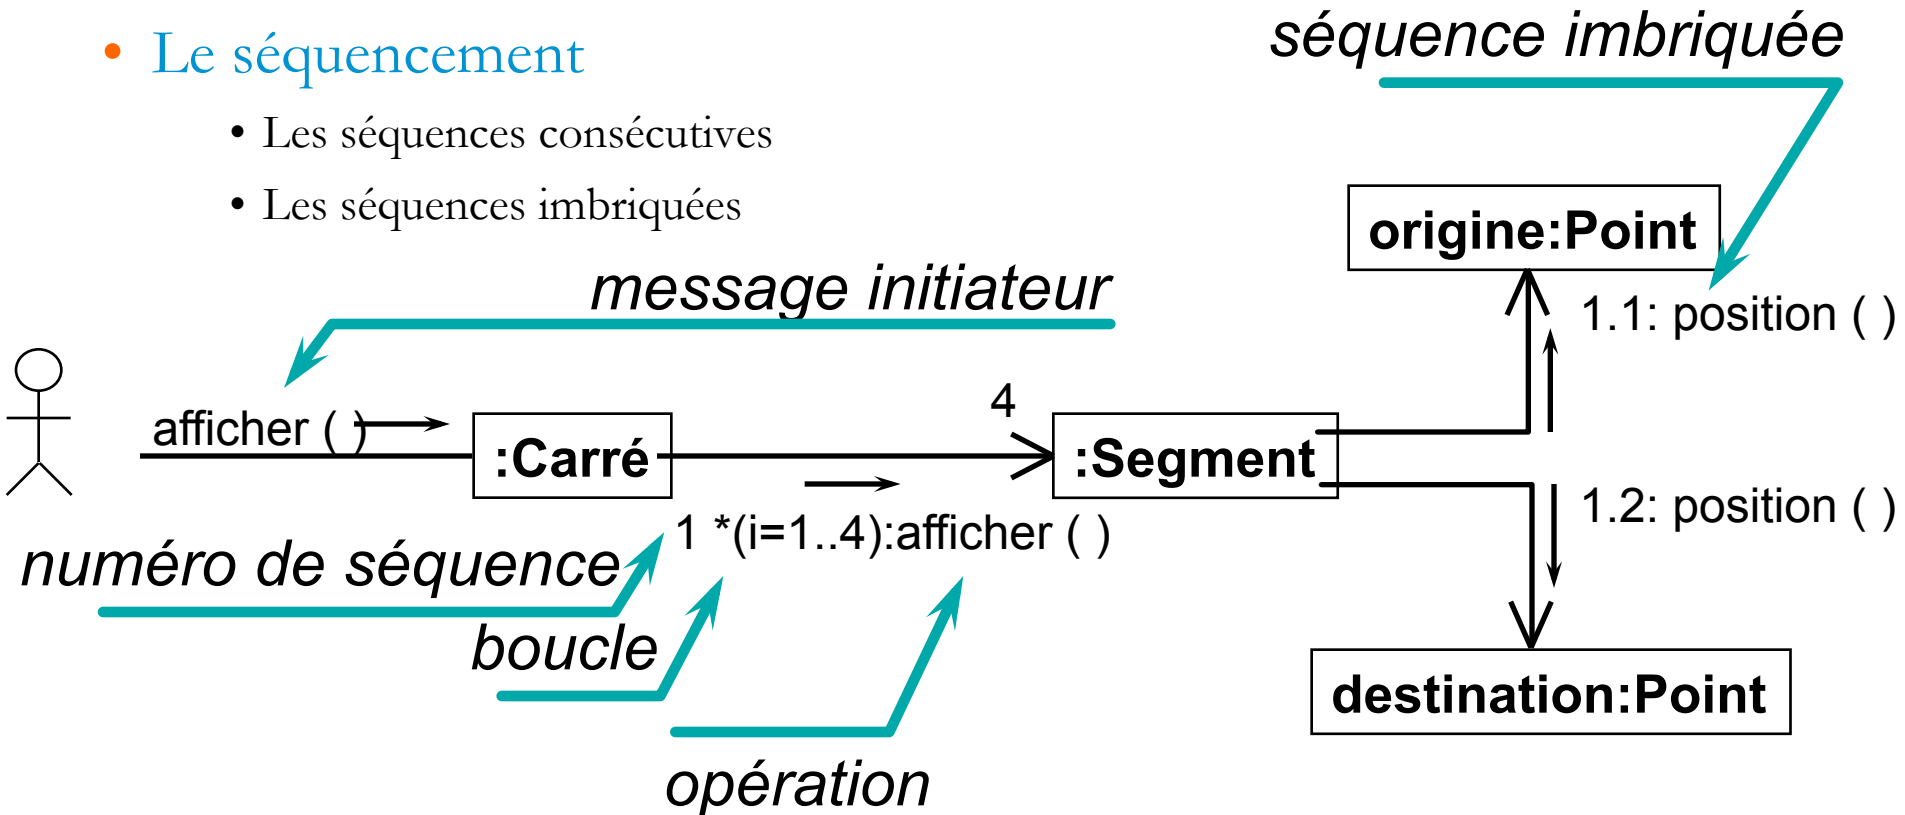 • Le séquencement
• Les séquences consécutives
• Les séquences imbriquées
séquence imbriquée
origine:Point
message initiateur
1.1: position ( )
afficher ( )
:Carré
4
:Segment
1 *(i=1..4):afficher ( )
1.2: position ( )
numéro de séquence
boucle
destination:Point
opération